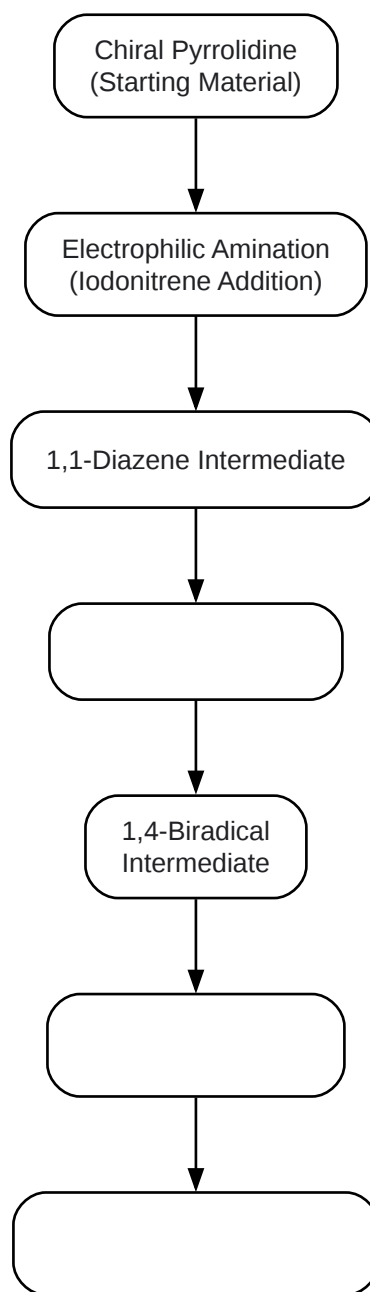 Chiral Pyrrolidine
(Starting Material)
Electrophilic Amination
(Iodonitrene Addition)
1,1-Diazene Intermediate
1,4-Biradical
Intermediate